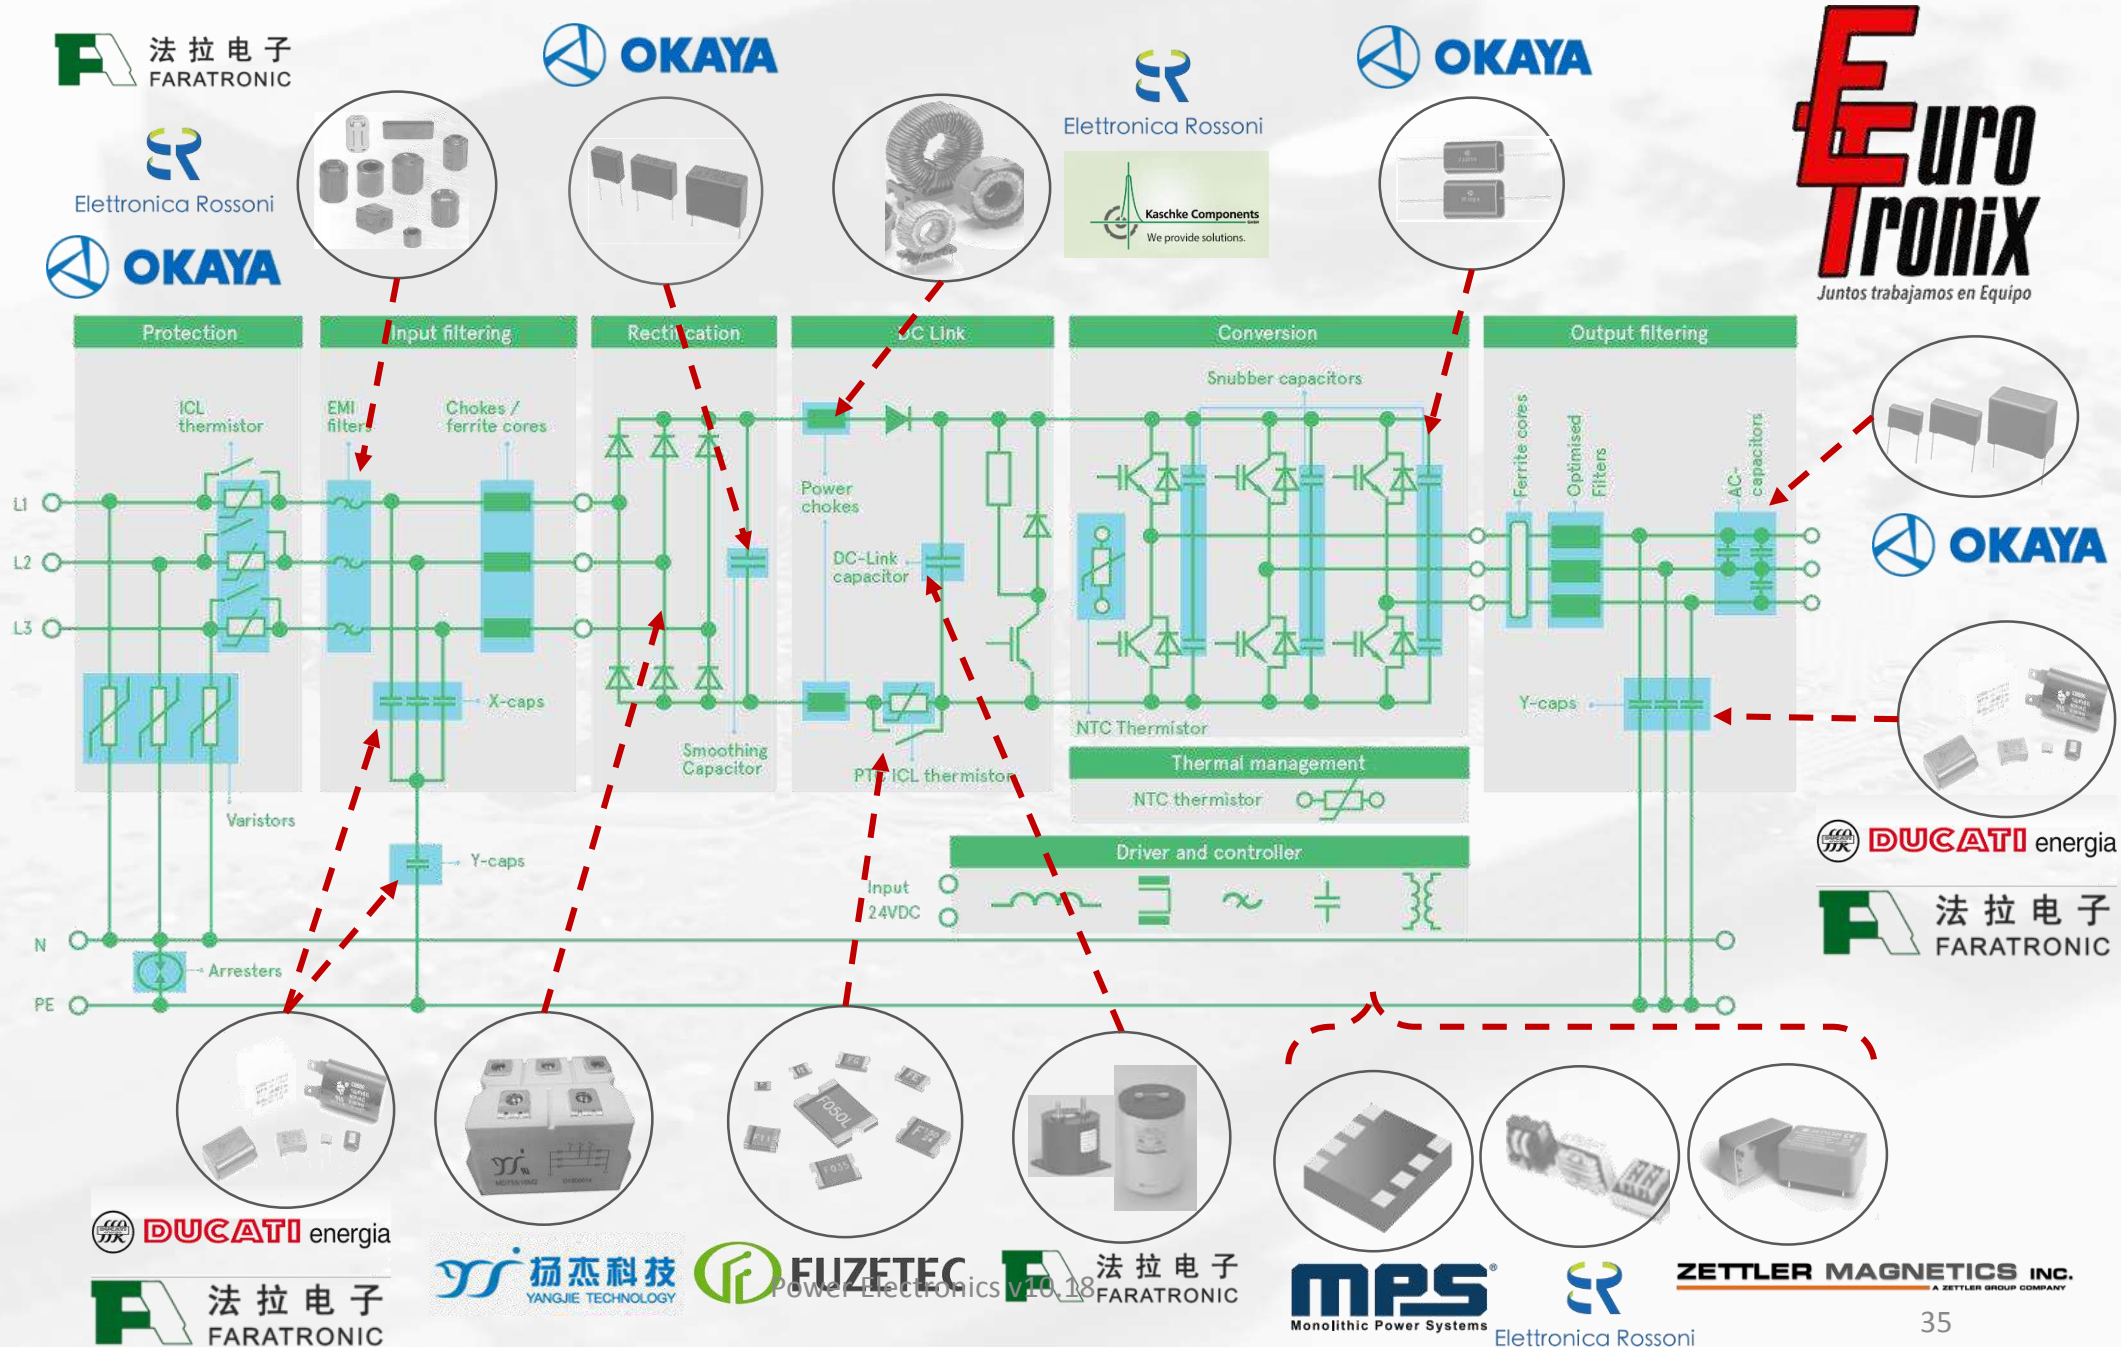 法拉电子
FARATRONIC
OKAYA
OKAYA
Elettronica Rossoni
Elettronica Rossoni
OKAYA
Kaschke Components
GmbH
We provide solutions.
Euro
Tronix
Juntos trabajamos en Equipo
Protection
Input filtering
Rectification
DC Link
Conversion
Output filtering
ICL
thermistor
EMI
filters
Chokes /
ferrite cores
Snubber capacitors
Power
chokes
DC-Link
capacitor
Ferrite cores
Optimised
Filters
AC-
capacitors
L1
L2
L3
X-caps
Y-caps
NTC Thermistor
Smoothing
Capacitor
PTC ICL thermistor
Thermal management
NTC thermistor
Varistors
Y-caps
Driver and controller
Input
24VDC
N
Arresters
PE
OKAYA
DUCATI energia
法拉电子
FARATRONIC
F050L
DUCATI energia
法拉电子
FARATRONIC
扬杰科技
YANGJIE TECHNOLOGY
FUZETEC
法拉电子
FARATRONIC
Power Electronics v10.18
MPS
Monolithic Power Systems
Elettronica Rossoni
ZETTLER MAGNETICS INC.
A ZETTLER GROUP COMPANY
35